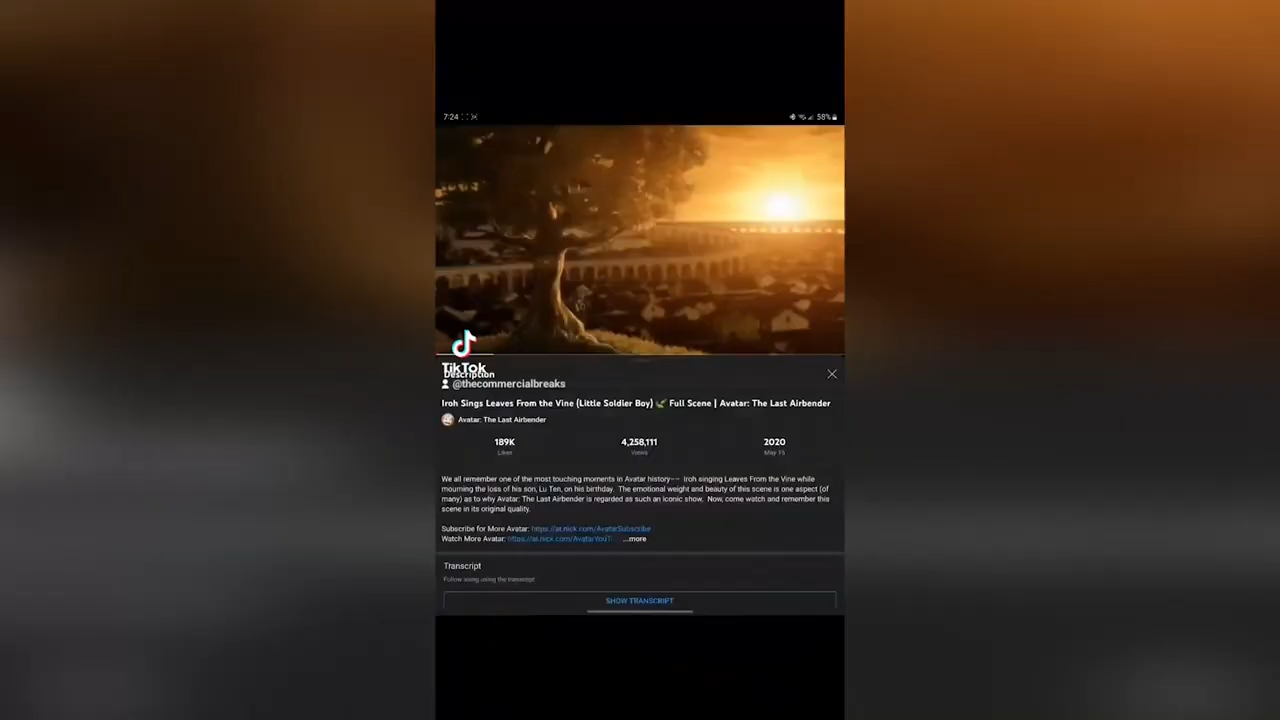 7:24
58%
TikTok
Description
@thecommercialbreaks
Iroh Sings Leaves From the Vine (Little Soldier Boy) 🌿 Full Scene | Avatar: The Last Airbender
Avatar: The Last Airbender
189K 4,258,111 2020
Likes Views May 15
We all remember one of the most touching moments in Avatar history-- Iroh singing Leaves From the Vine while
mourning the loss of his son, Lu Ten, on his birthday. The emotional weight and beauty of this scene is one aspect (of
many) as to why Avatar: The Last Airbender is regarded as such an iconic show. Now, come watch and remember this
scene in its original quality.
Subscribe for More Avatar: https://at.nick.com/AvatarSubscribe
Watch More Avatar: https://at.nick.com/AvatarYouT ...more
Transcript
Follow along using the transcript
SHOW TRANSCRIPT